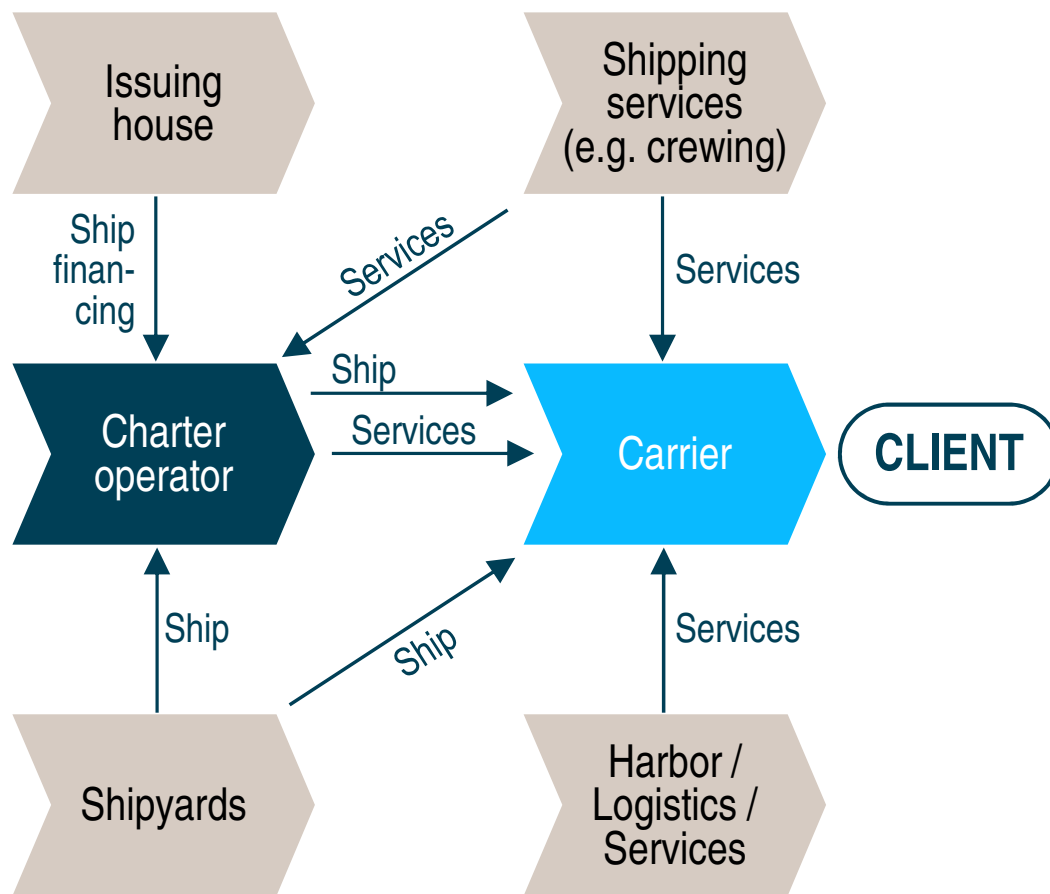 Issuing
house
Shipping
services
(e.g. crewing)
Ship
finan-
cing
Services
Services
Ship
Services
Charter
operator
Carrier
CLIENT
Ship
Ship
Services
Shipyards
Harbor /
Logistics /
Services